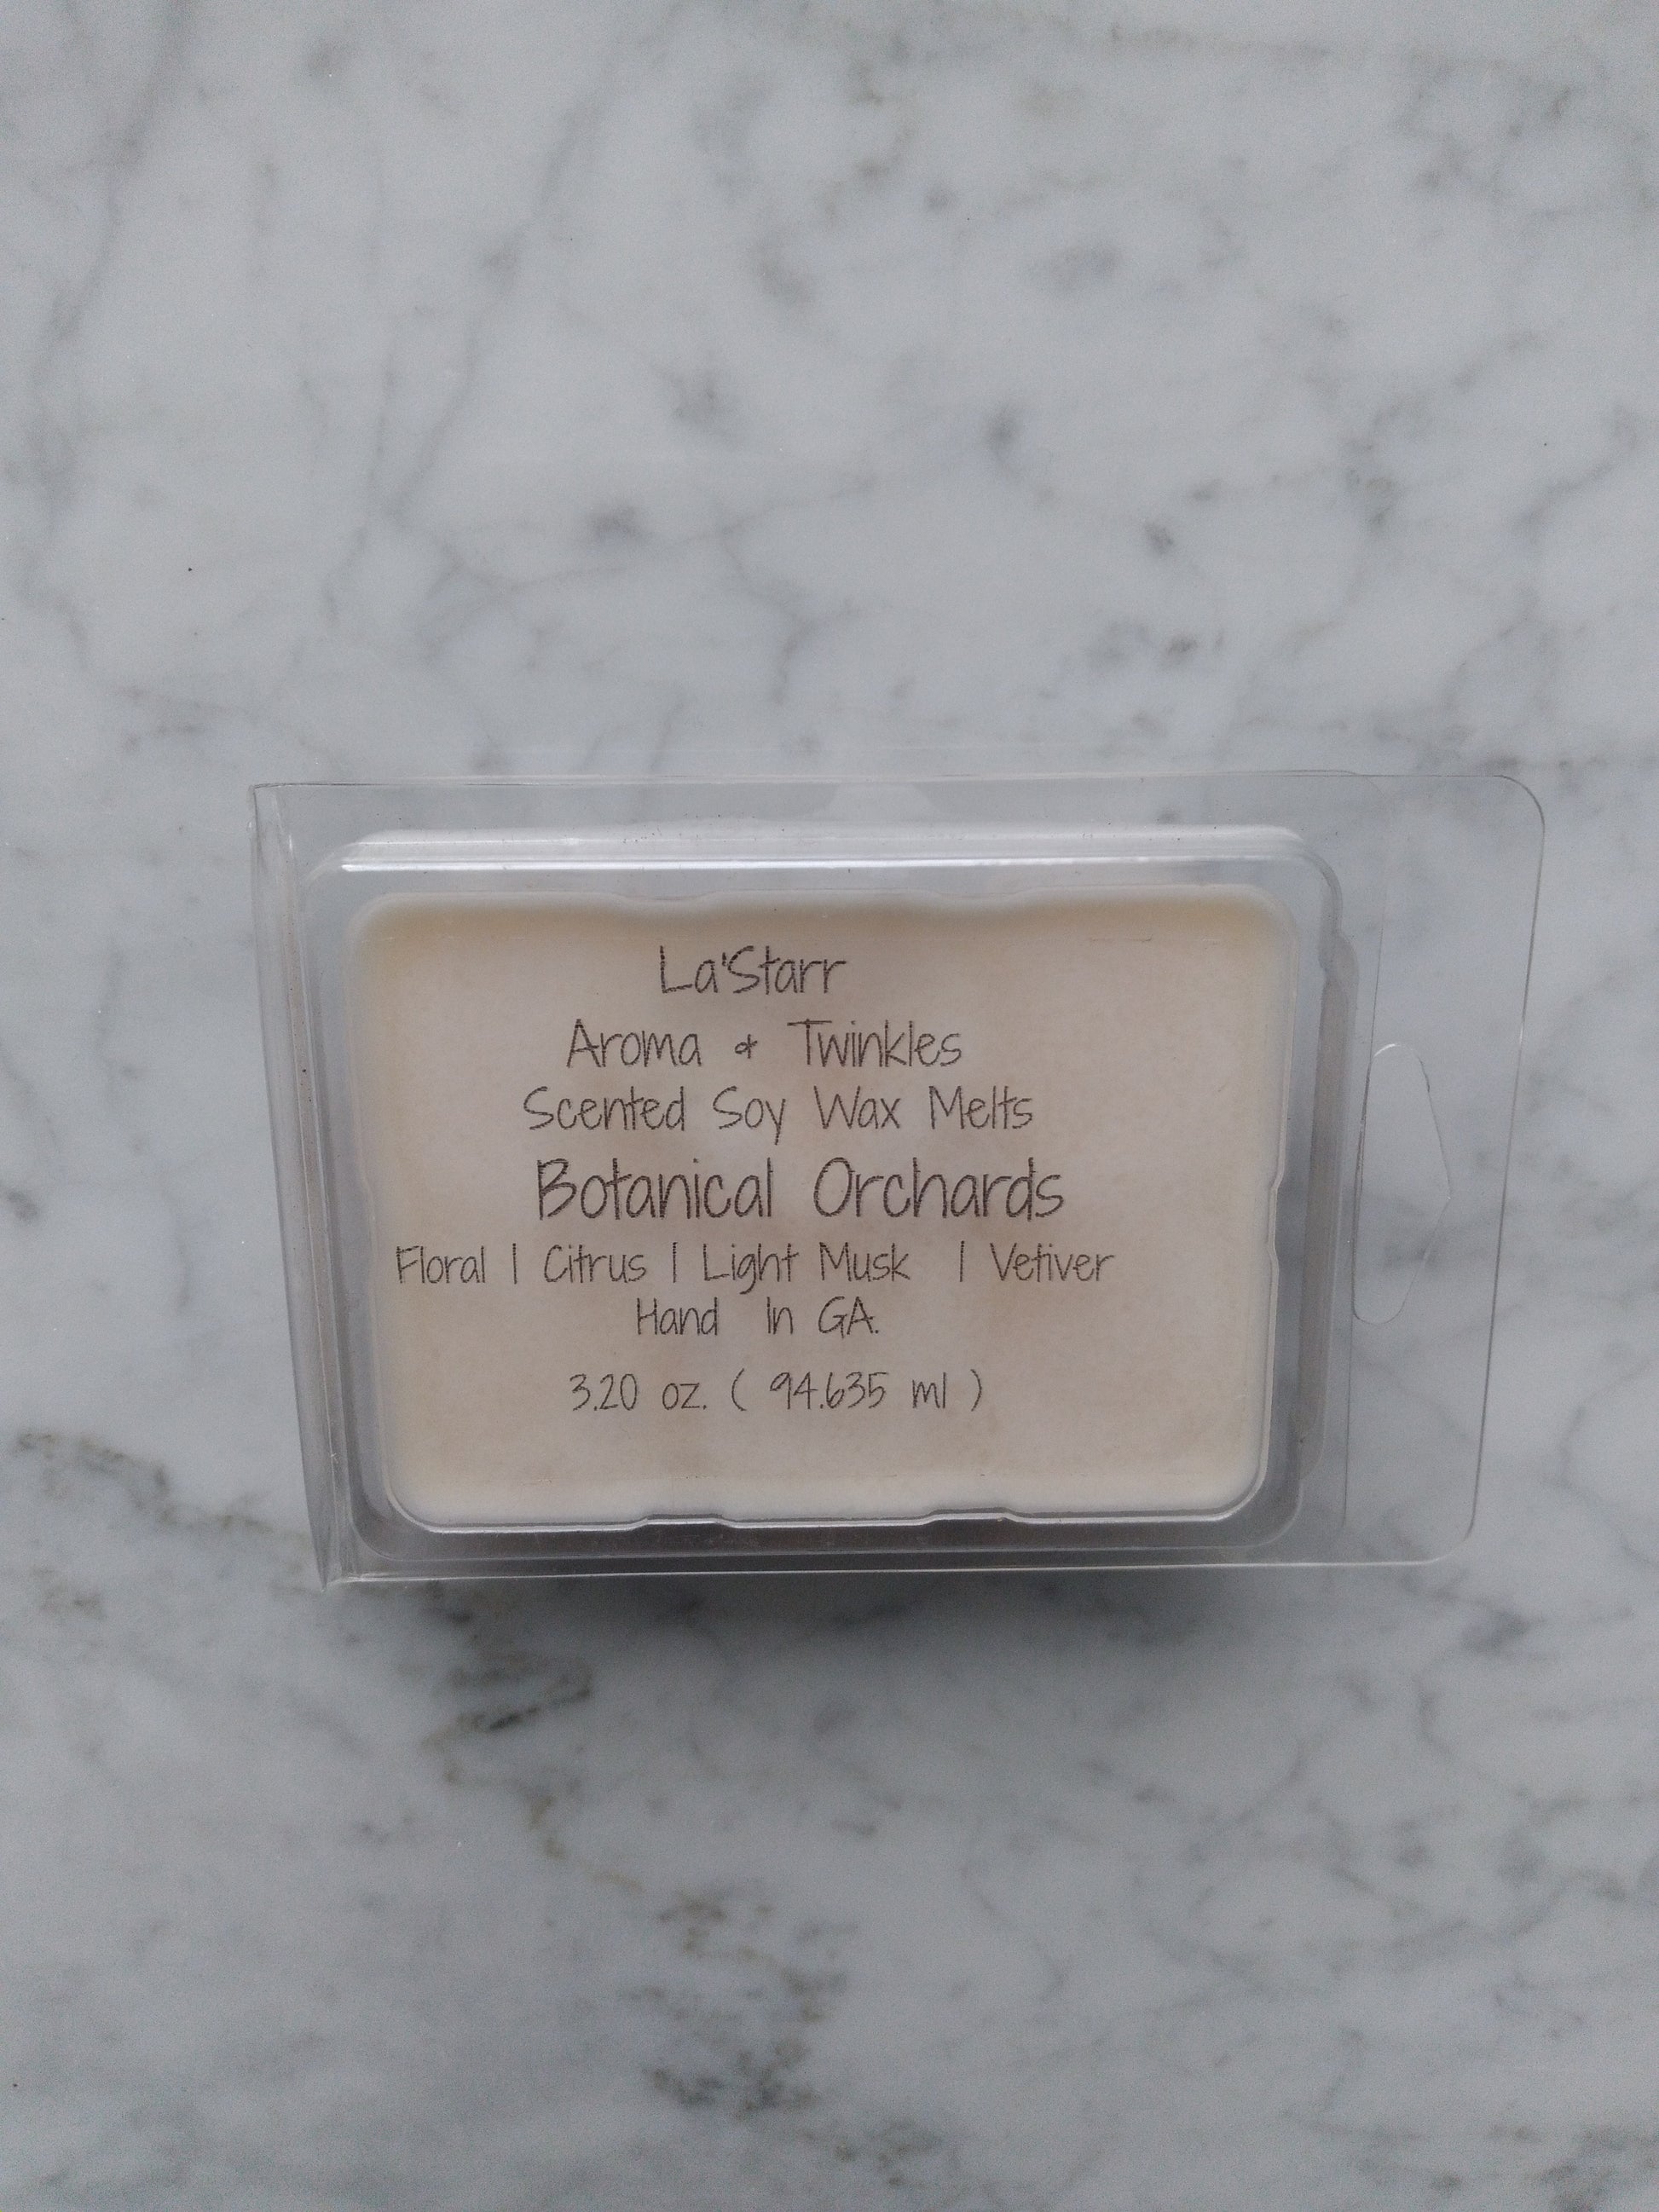 La'Starr
Aroma & Twinkles
Scented Soy Wax Melts
Botanical Orchards
Floral | Citrus | Light Musk | Vetiver
Hand In GA.
3.20 oz. ( 94.635 ml )